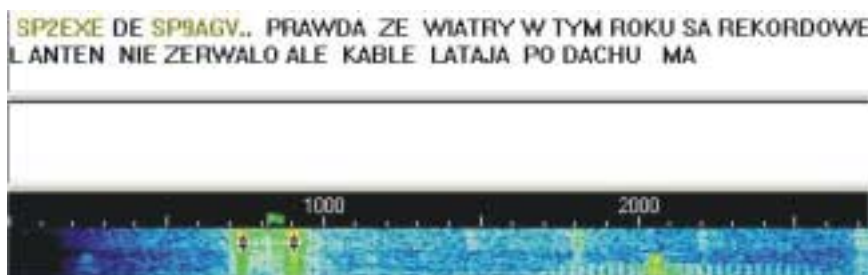 SP2EXE DE SP9AGV.. PRAWDA ZE WIATRY W TYM ROKU SA REKORDOWE
L ANTEN NIE ZERWALO ALE KABLE LATAJA PO DACHU MA
1000 2000